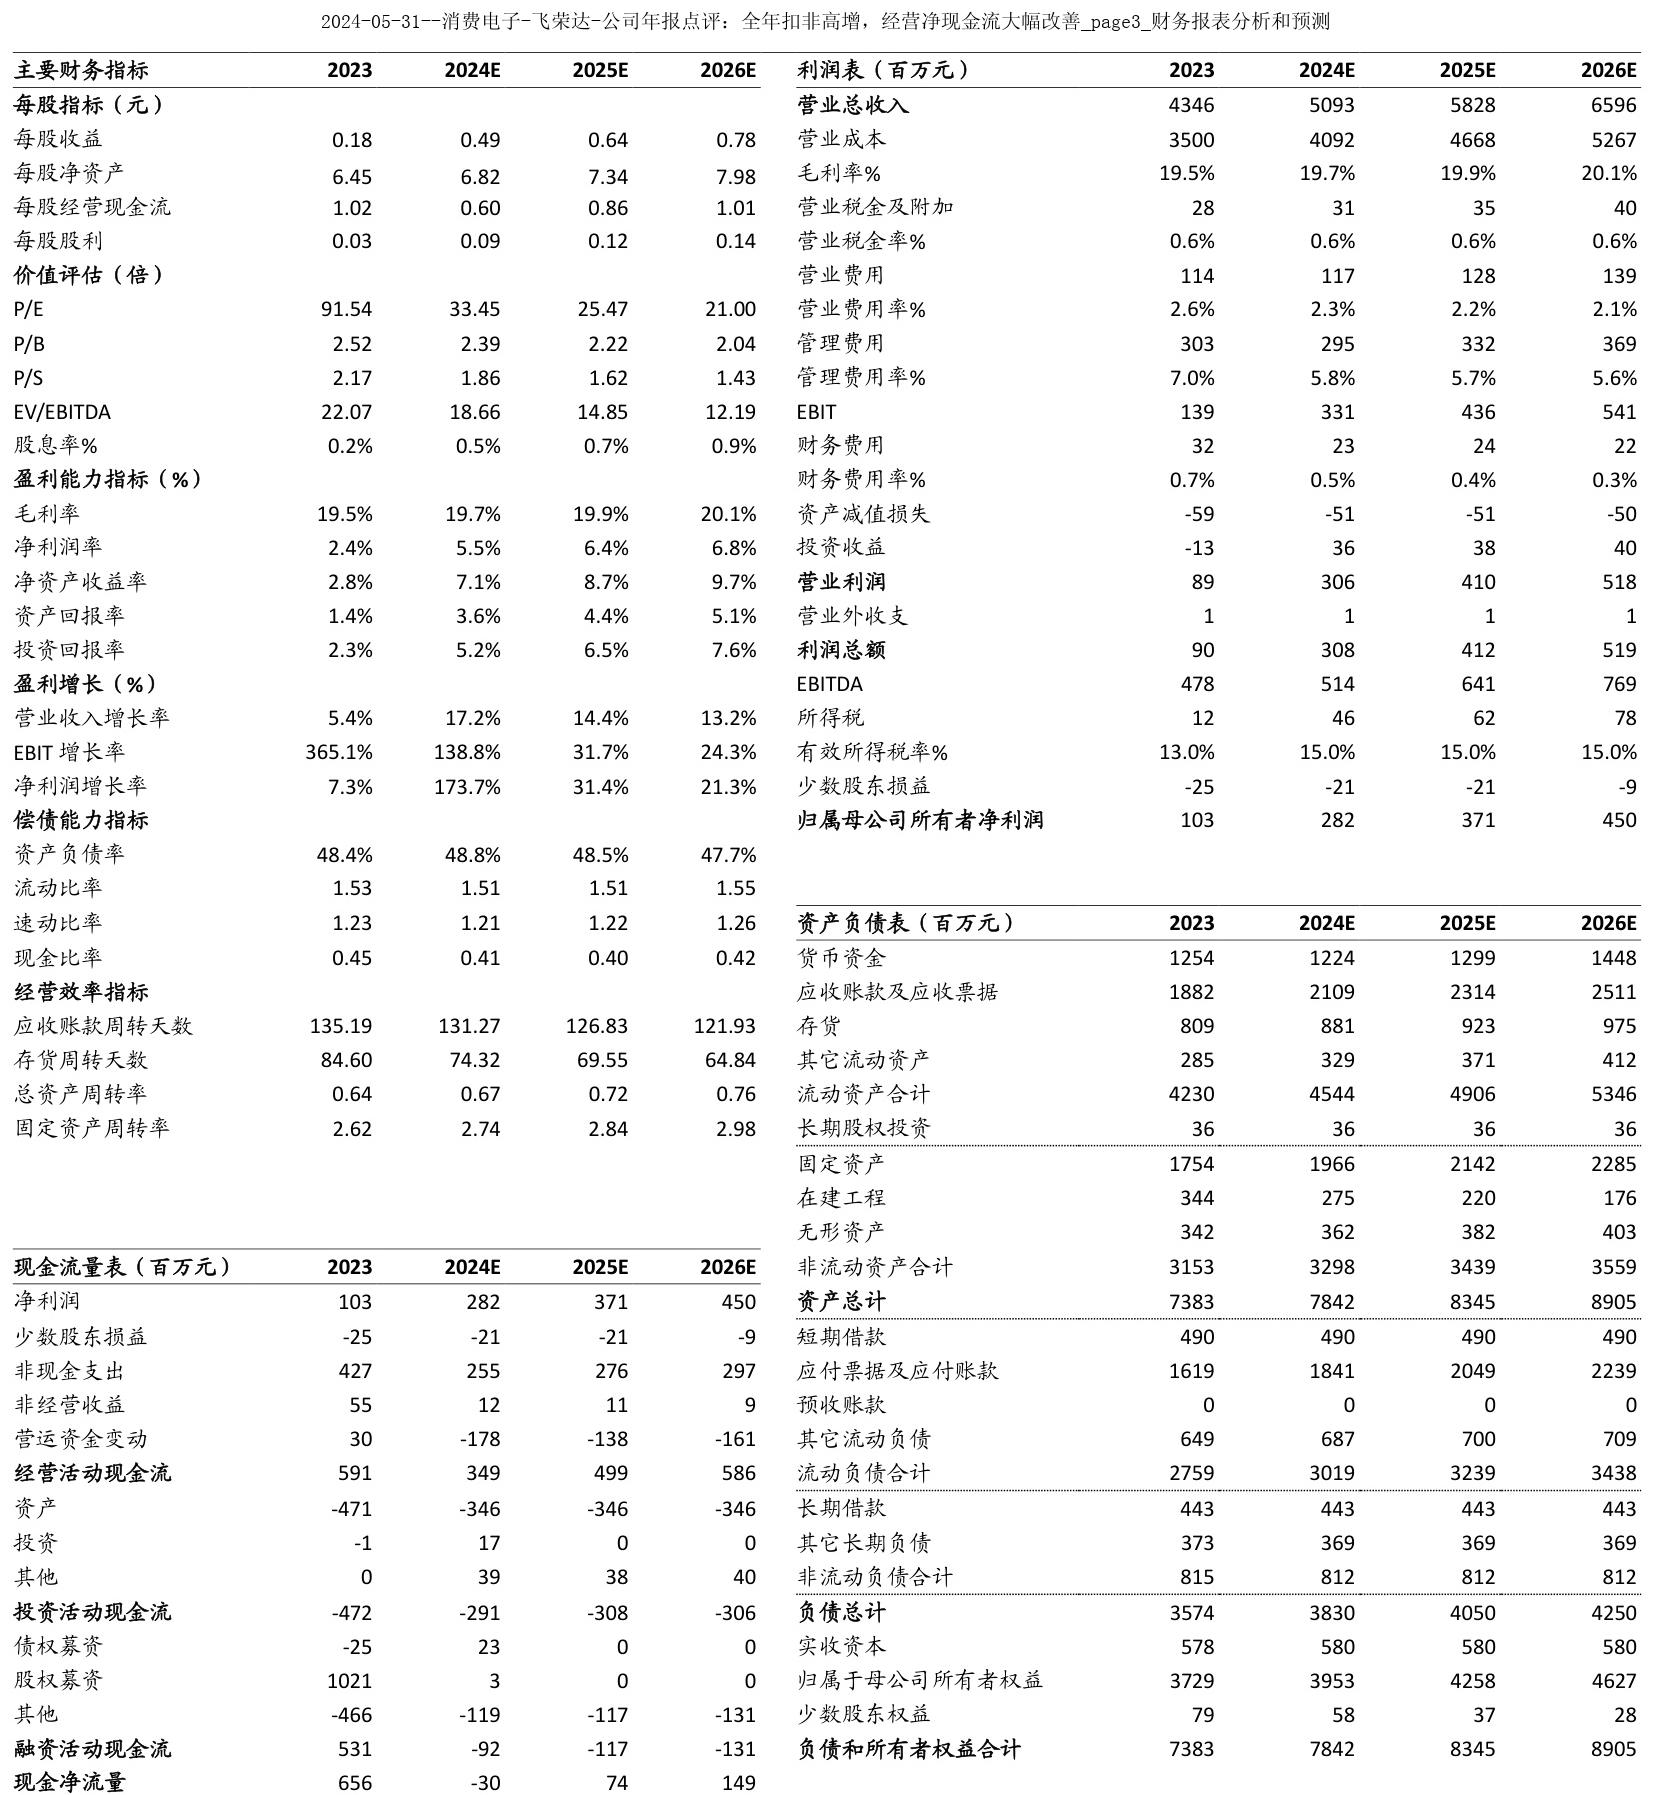 2024-05-31--消费电子-飞荣达-公司年报点评：全年扣非高增，经营净现金流大幅改善_page3_财务报表分析和预测
主要财务指标 2023 2024E 2025E 2026E
每股指标（元）
每股收益 0.18 0.49 0.64 0.78
每股净资产 6.45 6.82 7.34 7.98
每股经营现金流 1.02 0.60 0.86 1.01
每股股利 0.03 0.09 0.12 0.14
价值评估（倍）
P/E 91.54 33.45 25.47 21.00
P/B 2.52 2.39 2.22 2.04
P/S 2.17 1.86 1.62 1.43
EV/EBITDA 22.07 18.66 14.85 12.19
股息率% 0.2% 0.5% 0.7% 0.9%
盈利能力指标（%）
毛利率 19.5% 19.7% 19.9% 20.1%
净利润率 2.4% 5.5% 6.4% 6.8%
净资产收益率 2.8% 7.1% 8.7% 9.7%
资产回报率 1.4% 3.6% 4.4% 5.1%
投资回报率 2.3% 5.2% 6.5% 7.6%
盈利增长（%）
营业收入增长率 5.4% 17.2% 14.4% 13.2%
EBIT 增长率 365.1% 138.8% 31.7% 24.3%
净利润增长率 7.3% 173.7% 31.4% 21.3%
偿债能力指标
资产负债率 48.4% 48.8% 48.5% 47.7%
流动比率 1.53 1.51 1.51 1.55
速动比率 1.23 1.21 1.22 1.26
现金比率 0.45 0.41 0.40 0.42
经营效率指标
应收账款周转天数 135.19 131.27 126.83 121.93
存货周转天数 84.60 74.32 69.55 64.84
总资产周转率 0.64 0.67 0.72 0.76
固定资产周转率 2.62 2.74 2.84 2.98
现金流量表（百万元） 2023 2024E 2025E 2026E
净利润 103 282 371 450
少数股东损益 -25 -21 -21 -9
非现金支出 427 255 276 297
非经营收益 55 12 11 9
营运资金变动 30 -178 -138 -161
经营活动现金流 591 349 499 586
资产 -471 -346 -346 -346
投资 -1 17 0 0
其他 0 39 38 40
投资活动现金流 -472 -291 -308 -306
债权募资 -25 23 0 0
股权募资 1021 3 0 0
其他 -466 -119 -117 -131
融资活动现金流 531 -92 -117 -131
现金净流量 656 -30 74 149
利润表（百万元） 2023 2024E 2025E 2026E
营业总收入 4346 5093 5828 6596
营业成本 3500 4092 4668 5267
毛利率% 19.5% 19.7% 19.9% 20.1%
营业税金及附加 28 31 35 40
营业税金率% 0.6% 0.6% 0.6% 0.6%
营业费用 114 117 128 139
营业费用率% 2.6% 2.3% 2.2% 2.1%
管理费用 303 295 332 369
管理费用率% 7.0% 5.8% 5.7% 5.6%
EBIT 139 331 436 541
财务费用 32 23 24 22
财务费用率% 0.7% 0.5% 0.4% 0.3%
资产减值损失 -59 -51 -51 -50
投资收益 -13 36 38 40
营业利润 89 306 410 518
营业外收支 1 1 1 1
利润总额 90 308 412 519
EBITDA 478 514 641 769
所得税 12 46 62 78
有效所得税率% 13.0% 15.0% 15.0% 15.0%
少数股东损益 -25 -21 -21 -9
归属母公司所有者净利润 103 282 371 450
资产负债表（百万元） 2023 2024E 2025E 2026E
货币资金 1254 1224 1299 1448
应收账款及应收票据 1882 2109 2314 2511
存货 809 881 923 975
其它流动资产 285 329 371 412
流动资产合计 4230 4544 4906 5346
长期股权投资 36 36 36 36
固定资产 1754 1966 2142 2285
在建工程 344 275 220 176
无形资产 342 362 382 403
非流动资产合计 3153 3298 3439 3559
资产总计 7383 7842 8345 8905
短期借款 490 490 490 490
应付票据及应付账款 1619 1841 2049 2239
预收账款 0 0 0 0
其它流动负债 649 687 700 709
流动负债合计 2759 3019 3239 3438
长期借款 443 443 443 443
其它长期负债 373 369 369 369
非流动负债合计 815 812 812 812
负债总计 3574 3830 4050 4250
实收资本 578 580 580 580
归属于母公司所有者权益 3729 3953 4258 4627
少数股东权益 79 58 37 28
负债和所有者权益合计 7383 7842 8345 8905